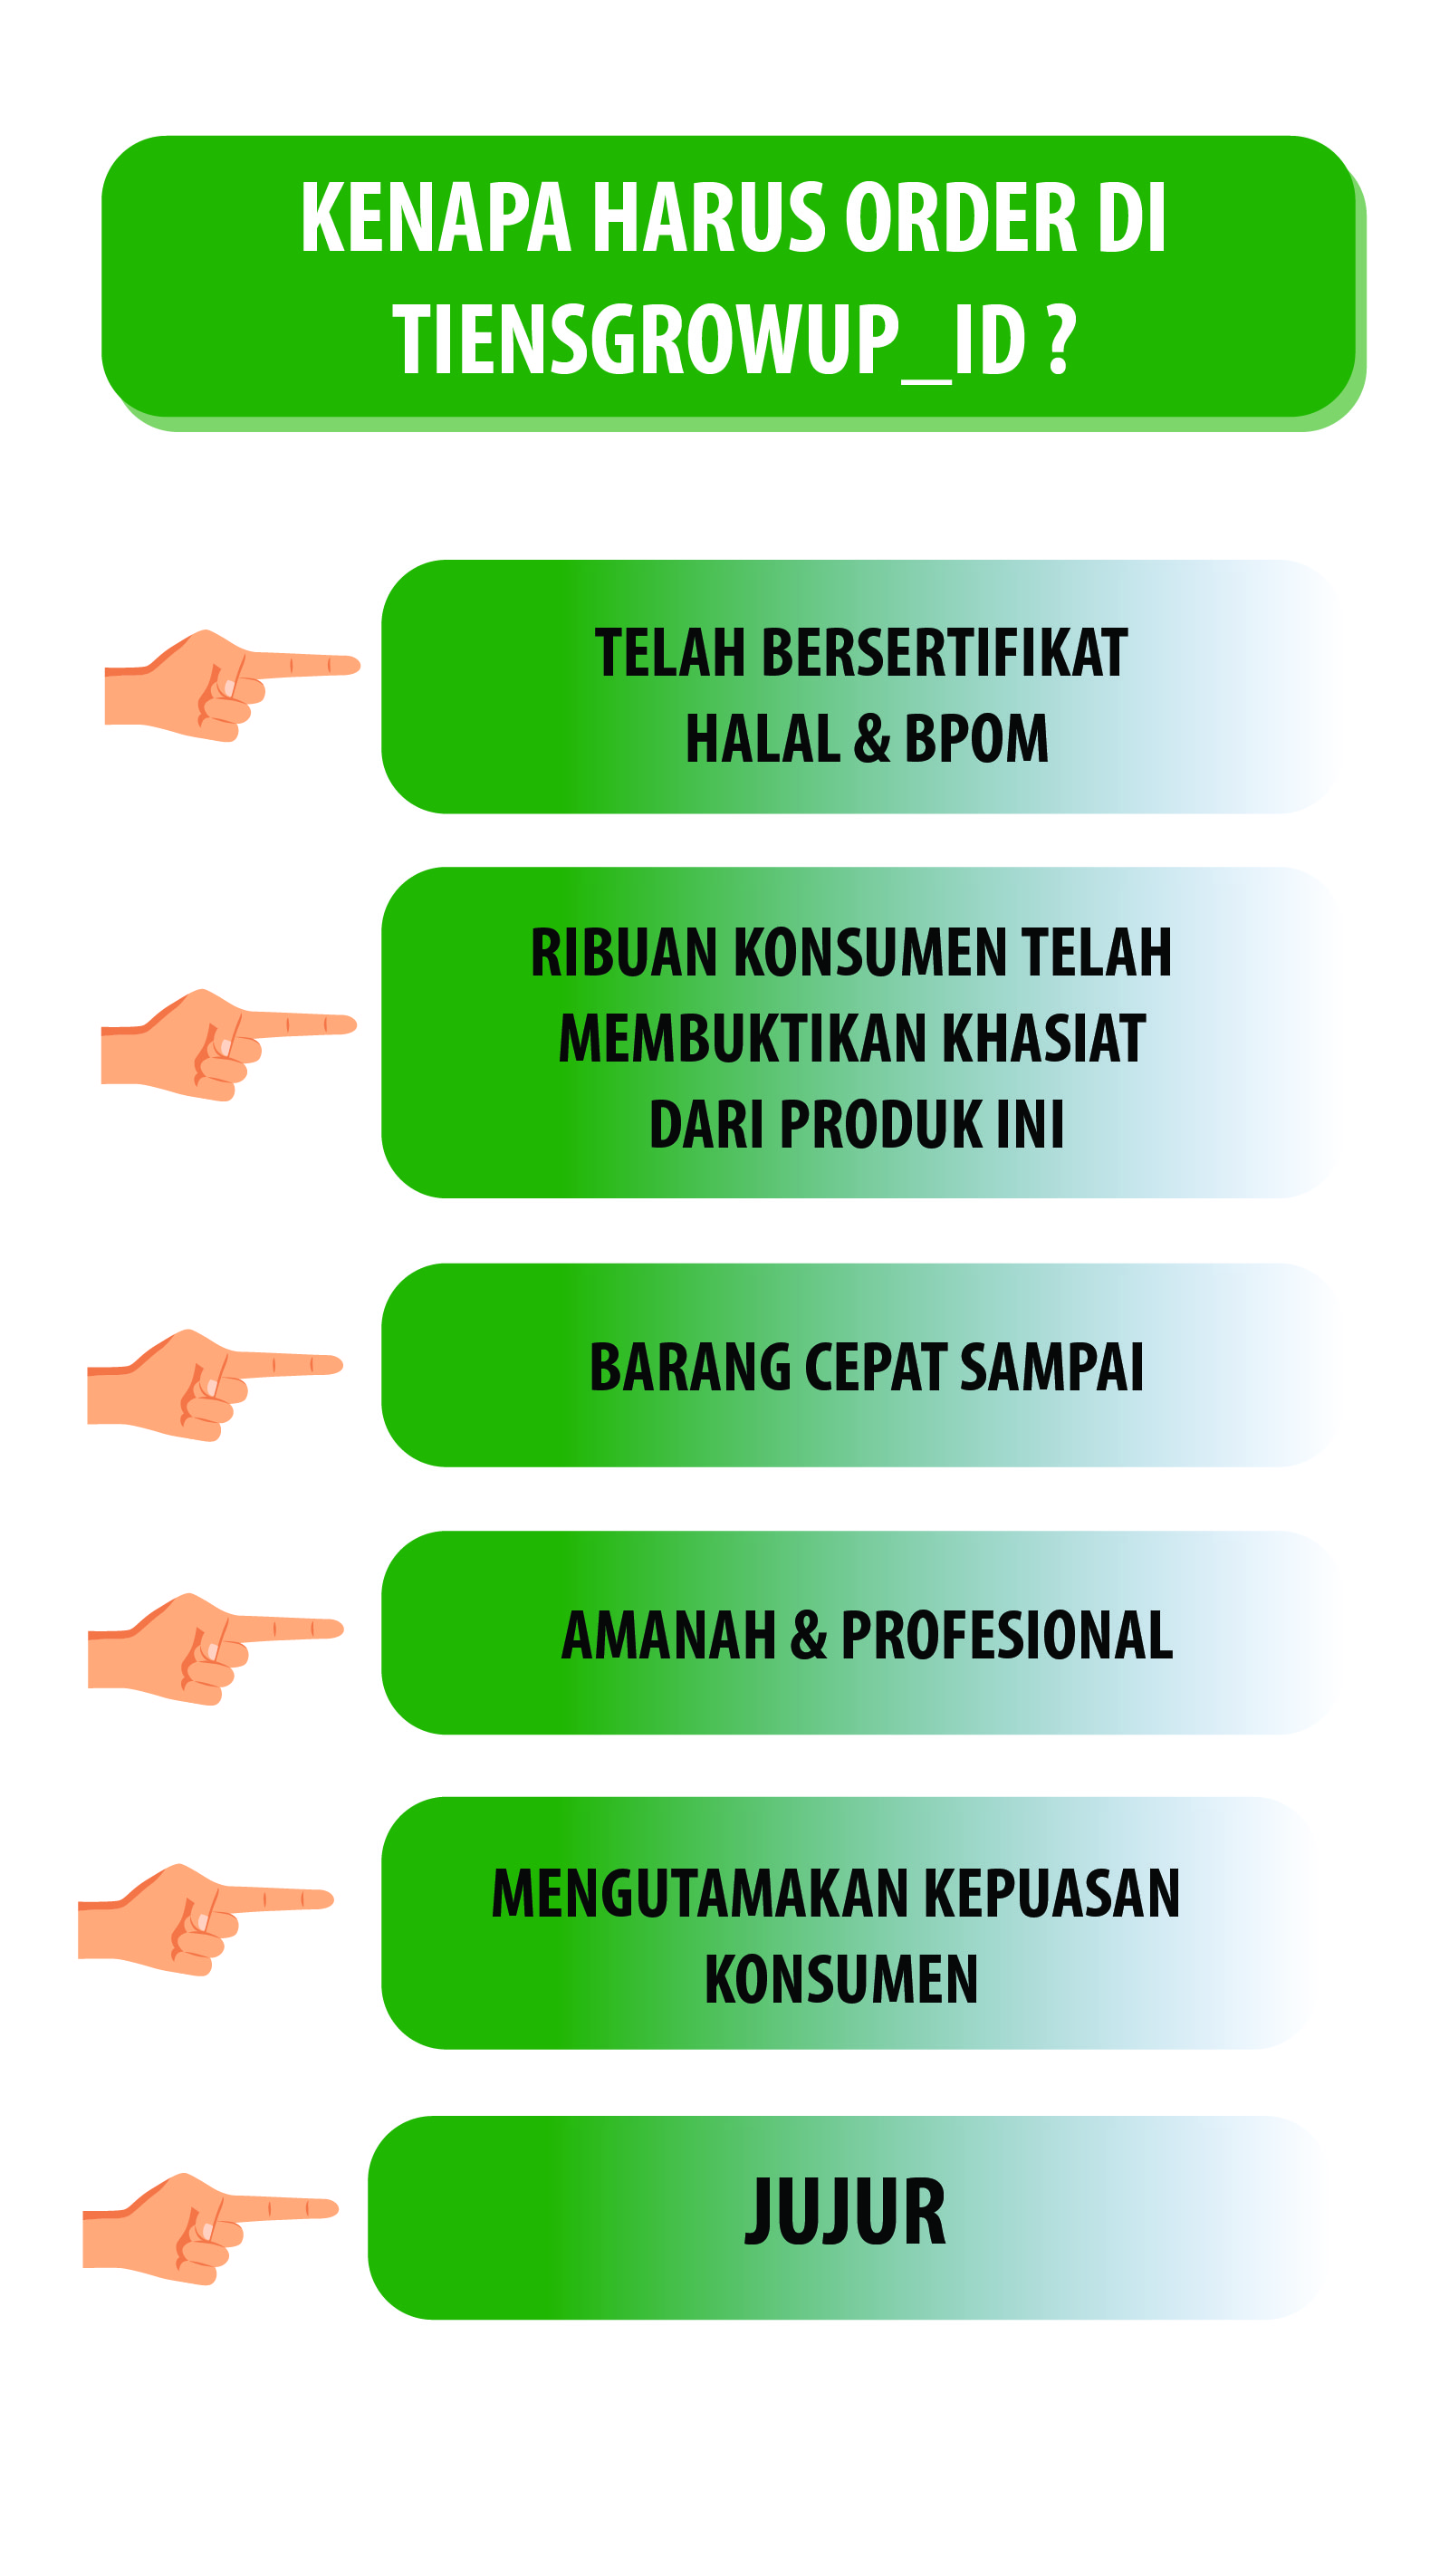 KENAPA HARUS ORDER DI
TIENSGROWUP_ID ?
TELAH BERSERTIFIKAT
HALAL & BPOM
RIBUAN KONSUMEN TELAH
MEMBUKTIKAN KHASIAT
DARI PRODUK INI
BARANG CEPAT SAMPAI
AMANAH & PROFESIONAL
MENGUTAMAKAN KEPUASAN
KONSUMEN
JUJUR